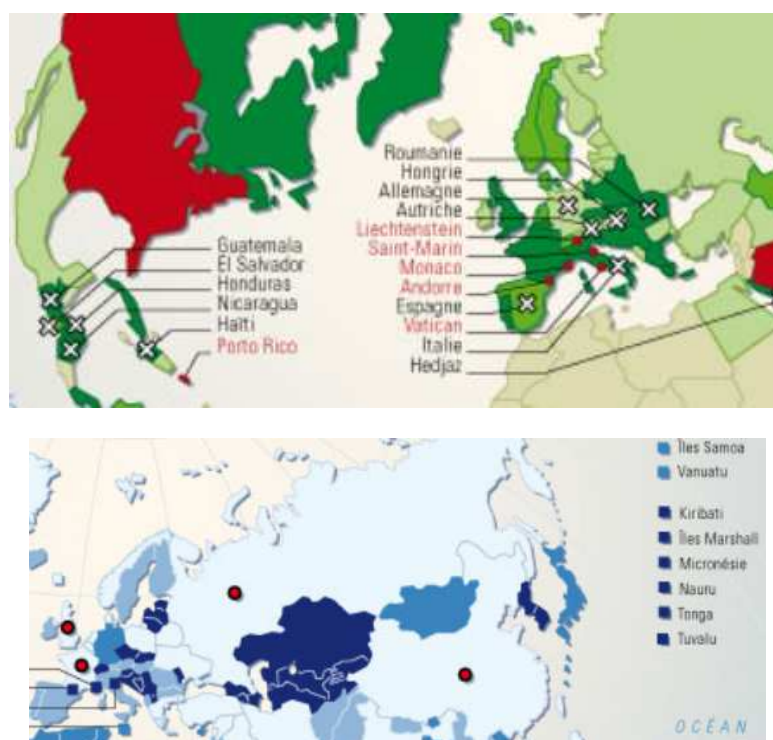 Roumanie
Hongrie
Allemagne
Autriche
Liechtenstein
Saint-Marin
Monaco
Andorre
Espagne
Vatican
Italie
Hedjaz
Guatemala
El Salvador
Honduras
Nicaragua
Haïti
Porto Rico
Îles Samoa
Vanuatu
Kiribati
Îles Marshall
Micronésie
Nauru
Tonga
Tuvalu
OCÉAN